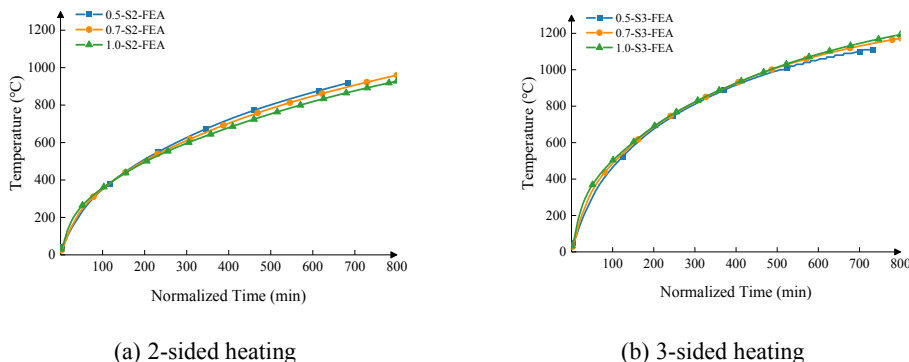 1200
1000
800
600
400
200
0
Temperature (°C)
0.5-S2-FEA
0.7-S2-FEA
1.0-S2-FEA
100 200 300 400 500 600 700 800
Normalized Time (min)
(a) 2-sided heating
1200
1000
800
600
400
200
0
Temperature (°C)
0.5-S3-FEA
0.7-S3-FEA
1.0-S3-FEA
100 200 300 400 500 600 700 800
Normalized Time (min)
(b) 3-sided heating